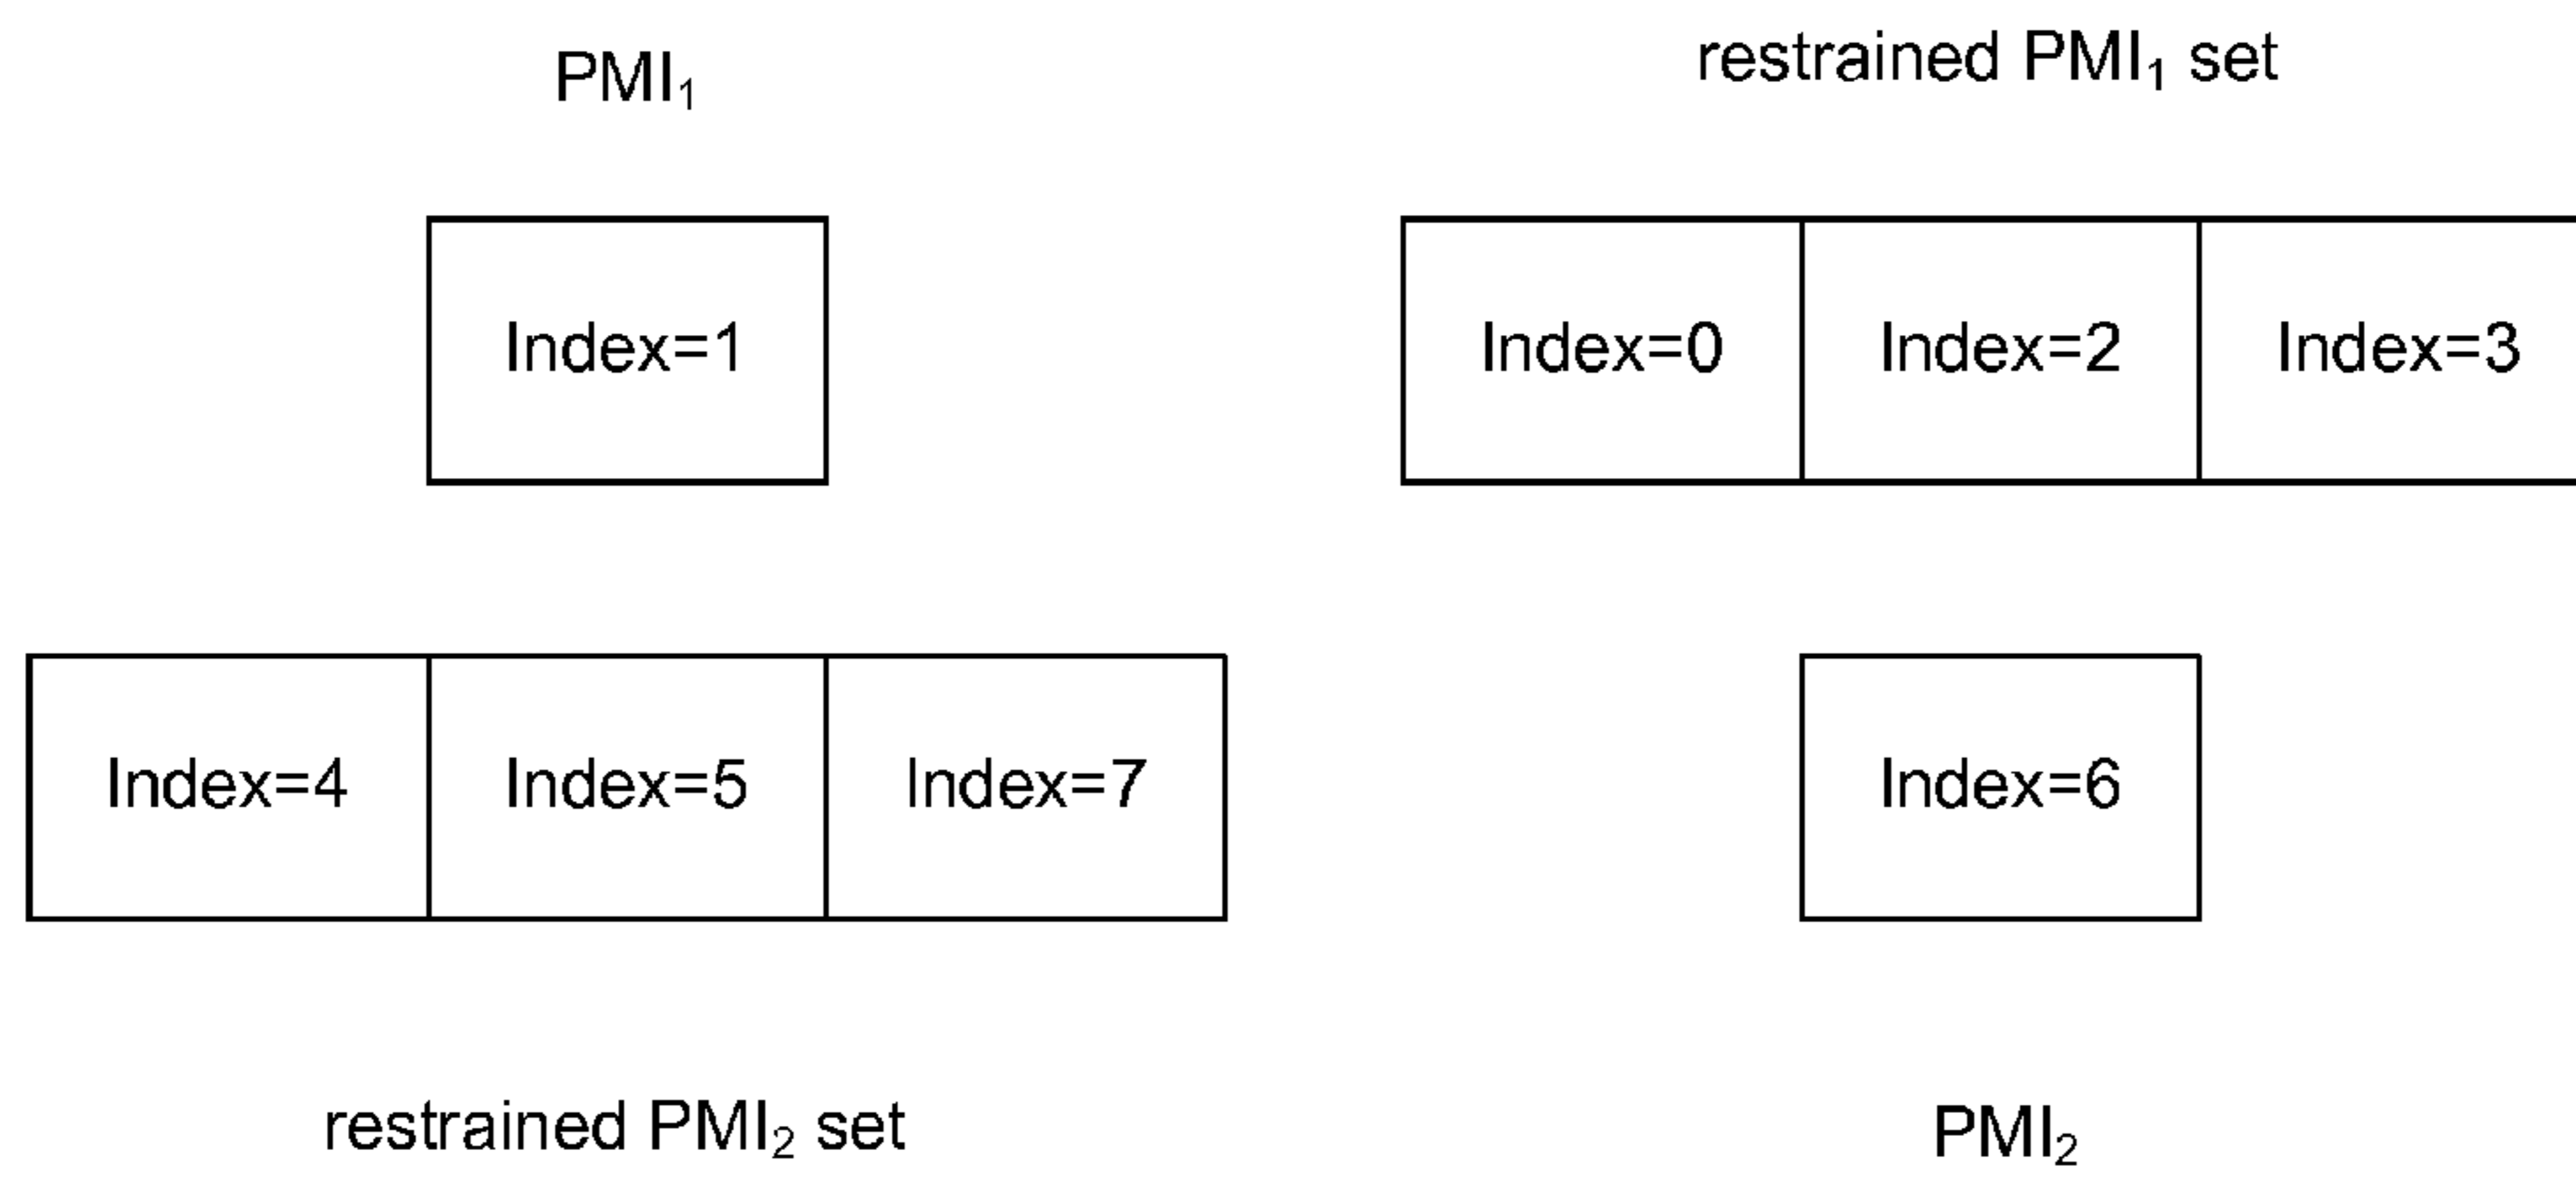 PMI₁
restrained PMI₁ set
Index=1
Index=0 Index=2 Index=3
Index=4 Index=5 Index=7
Index=6
restrained PMI₂ set
PMI₂